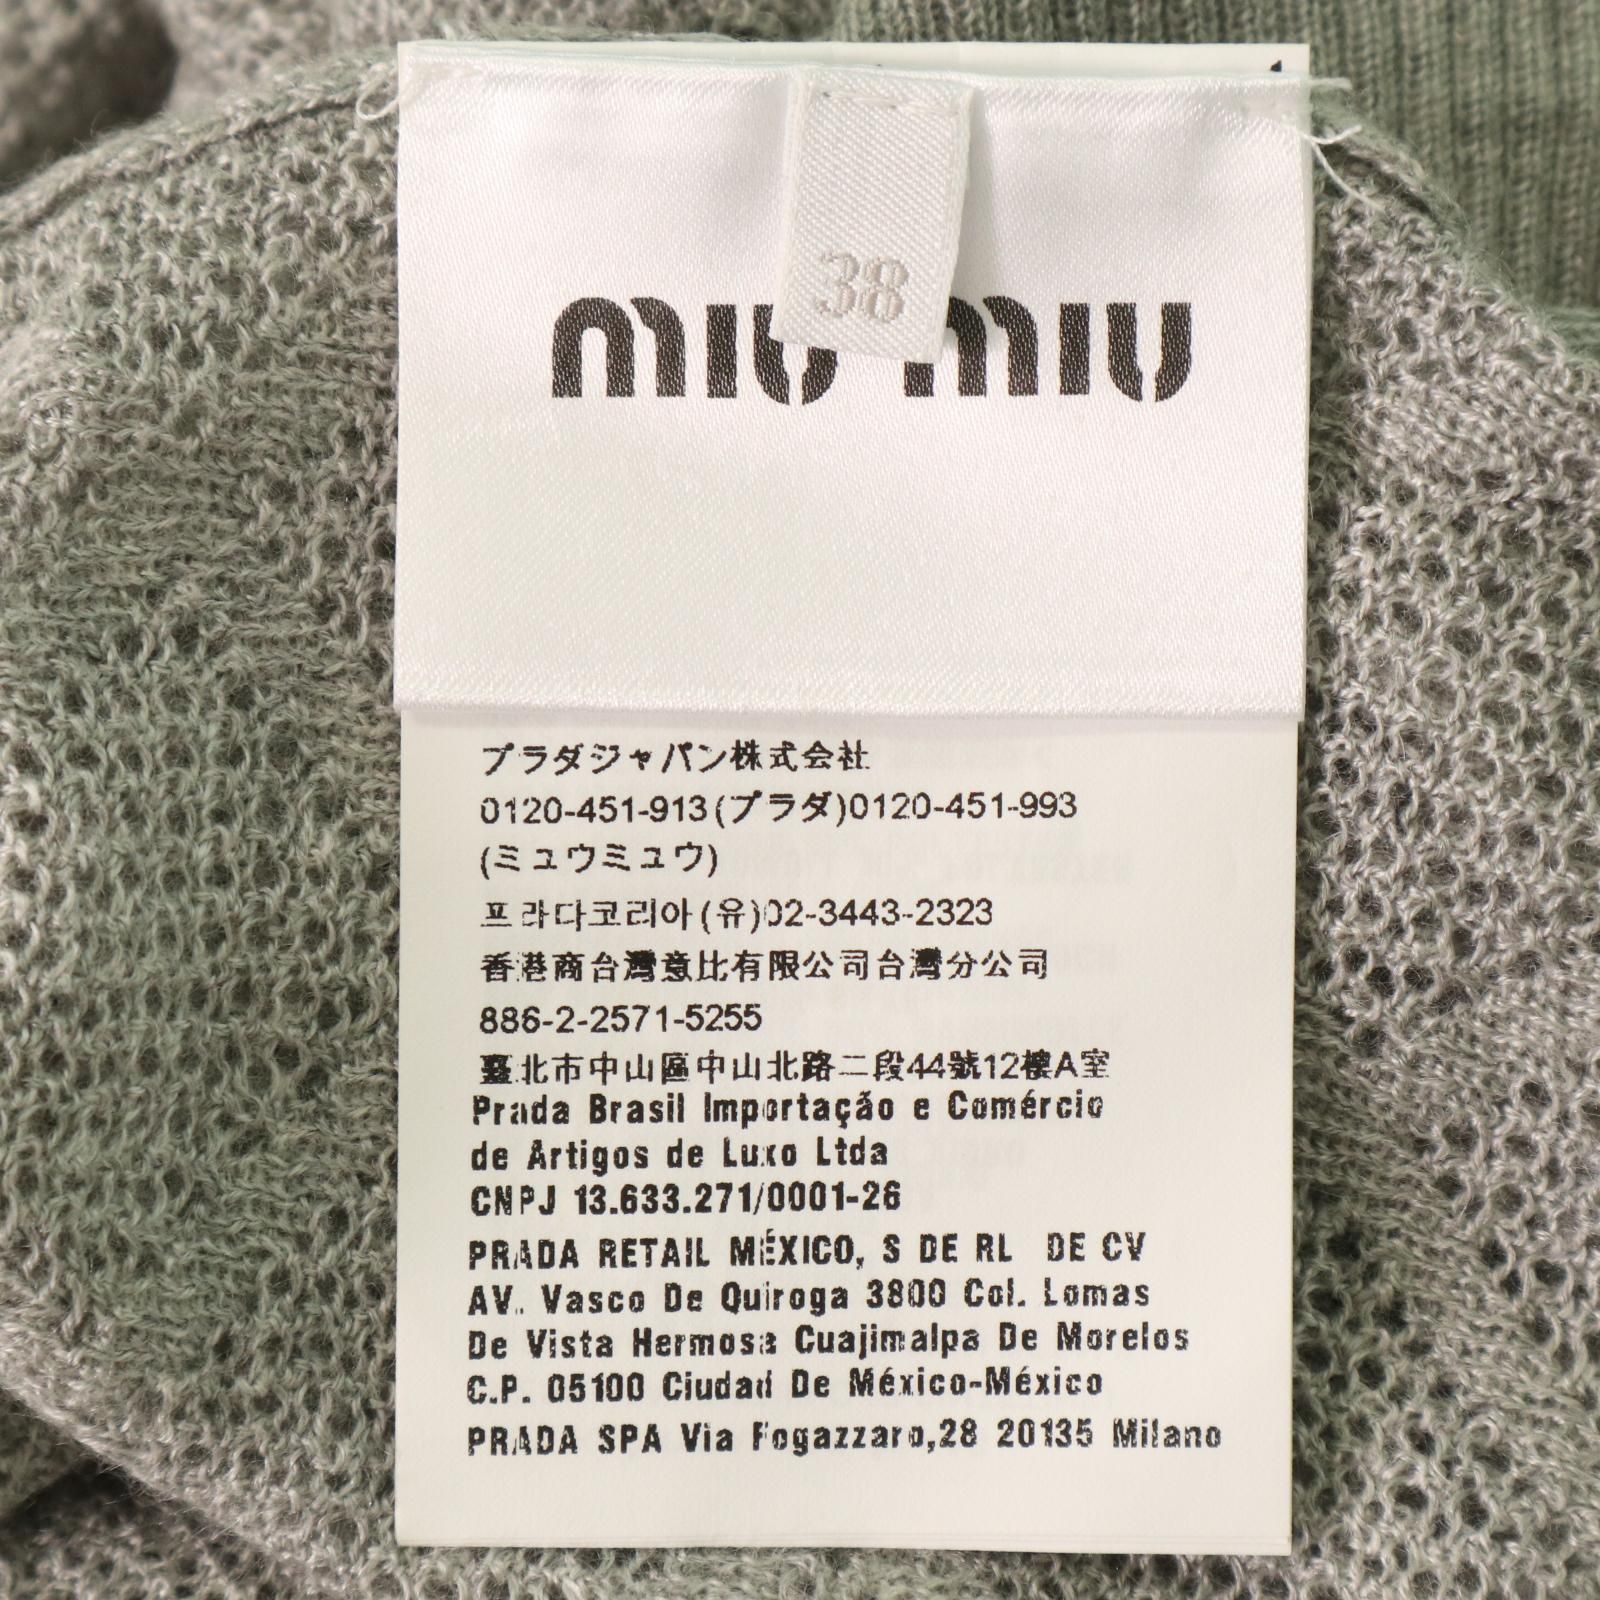 38
miu miu
プラダジャパン株式会社
0120-451-913(プラダ)0120-451-993
(ミュウミュウ)
프라다코리아(유)02-3443-2323
香港商台灣意比有限公司台灣分公司
886-2-2571-5255
臺北市中山區中山北路二段44號12樓A室
Prada Brasil Importação e Comércio
de Artigos de Luxo Ltda
CNPJ 13.633.271/0001-26
PRADA RETAIL MÉXICO, S DE RL DE CV
AV. Vasco De Quiroga 3800 Col. Lomas
De Vista Hermosa Cuajimalpa De Morelos
C.P. 05100 Ciudad De México-México
PRADA SPA Via Fogazzaro,28 20135 Milano